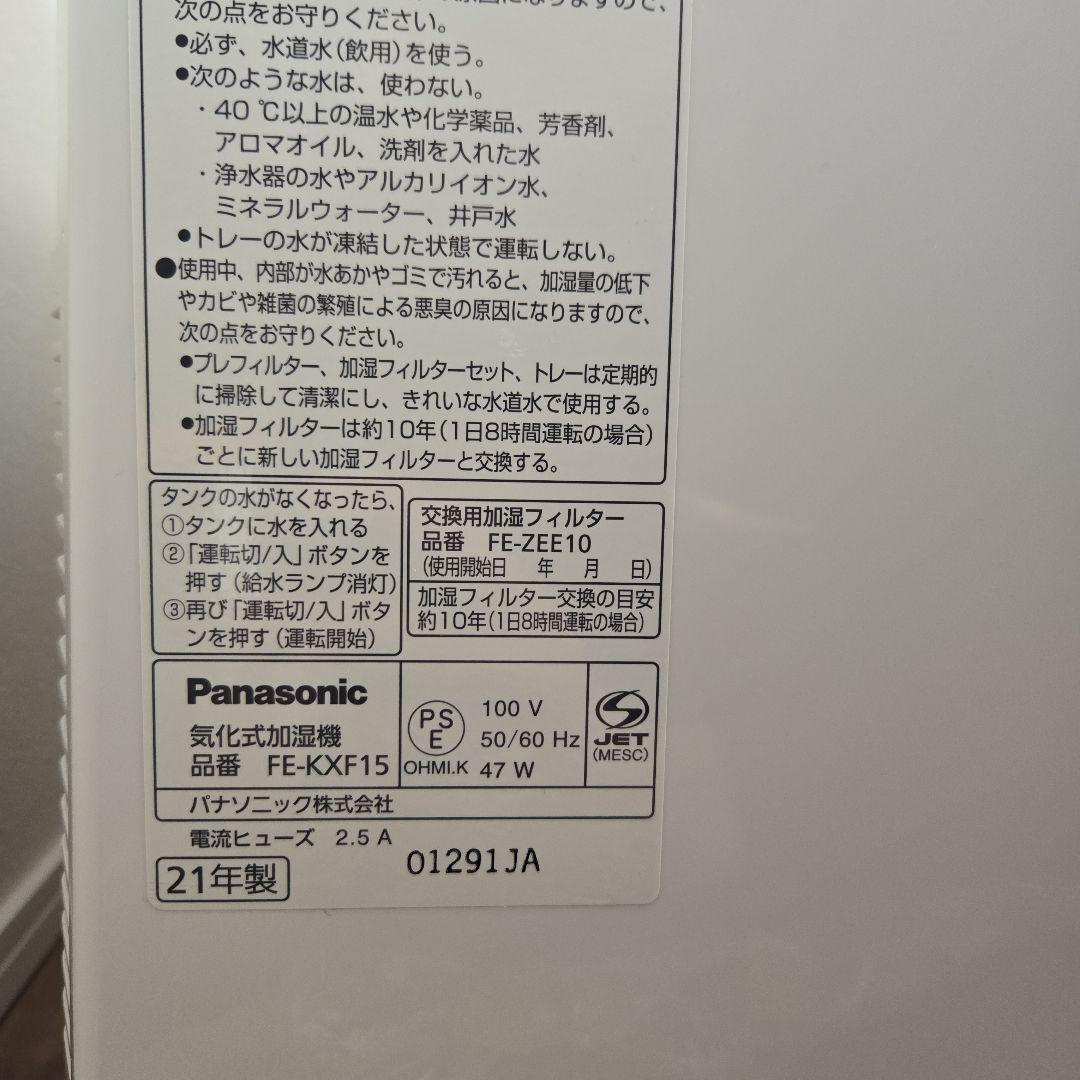 次の点をお守りください。
●必ず、水道水(飲用)を使う。
●次のような水は、使わない。
・40 ℃以上の温水や化学薬品、芳香剤、
アロマオイル、洗剤を入れた水
・浄水器の水やアルカリイオン水、
ミネラルウォーター、井戸水
●トレーの水が凍結した状態で運転しない。
●使用中、内部が水あかやゴミで汚れると、加湿量の低下
やカビや雑菌の繁殖による悪臭の原因になりますので、
次の点をお守りください。
●プレフィルター、加湿フィルターセット、トレーは定期的
に掃除して清潔にし、きれいな水道水で使用する。
●加湿フィルターは約10年(1日8時間運転の場合)
ごとに新しい加湿フィルターと交換する。
タンクの水がなくなったら、
①タンクに水を入れる
②「運転切/入」ボタンを
押す(給水ランプ消灯)
③再び「運転切/入」ボタ
ンを押す(運転開始)
交換用加湿フィルター
品番 FE-ZEE10
(使用開始日 年 月 日)
加湿フィルター交換の目安
約10年(1日8時間運転の場合)
Panasonic
気化式加湿機
品番 FE-KXF15
PS
E
OHMI.K
100 V
50/60 Hz
47 W
JET
(MESC)
パナソニック株式会社
電流ヒューズ 2.5 A
21年製
01291JA